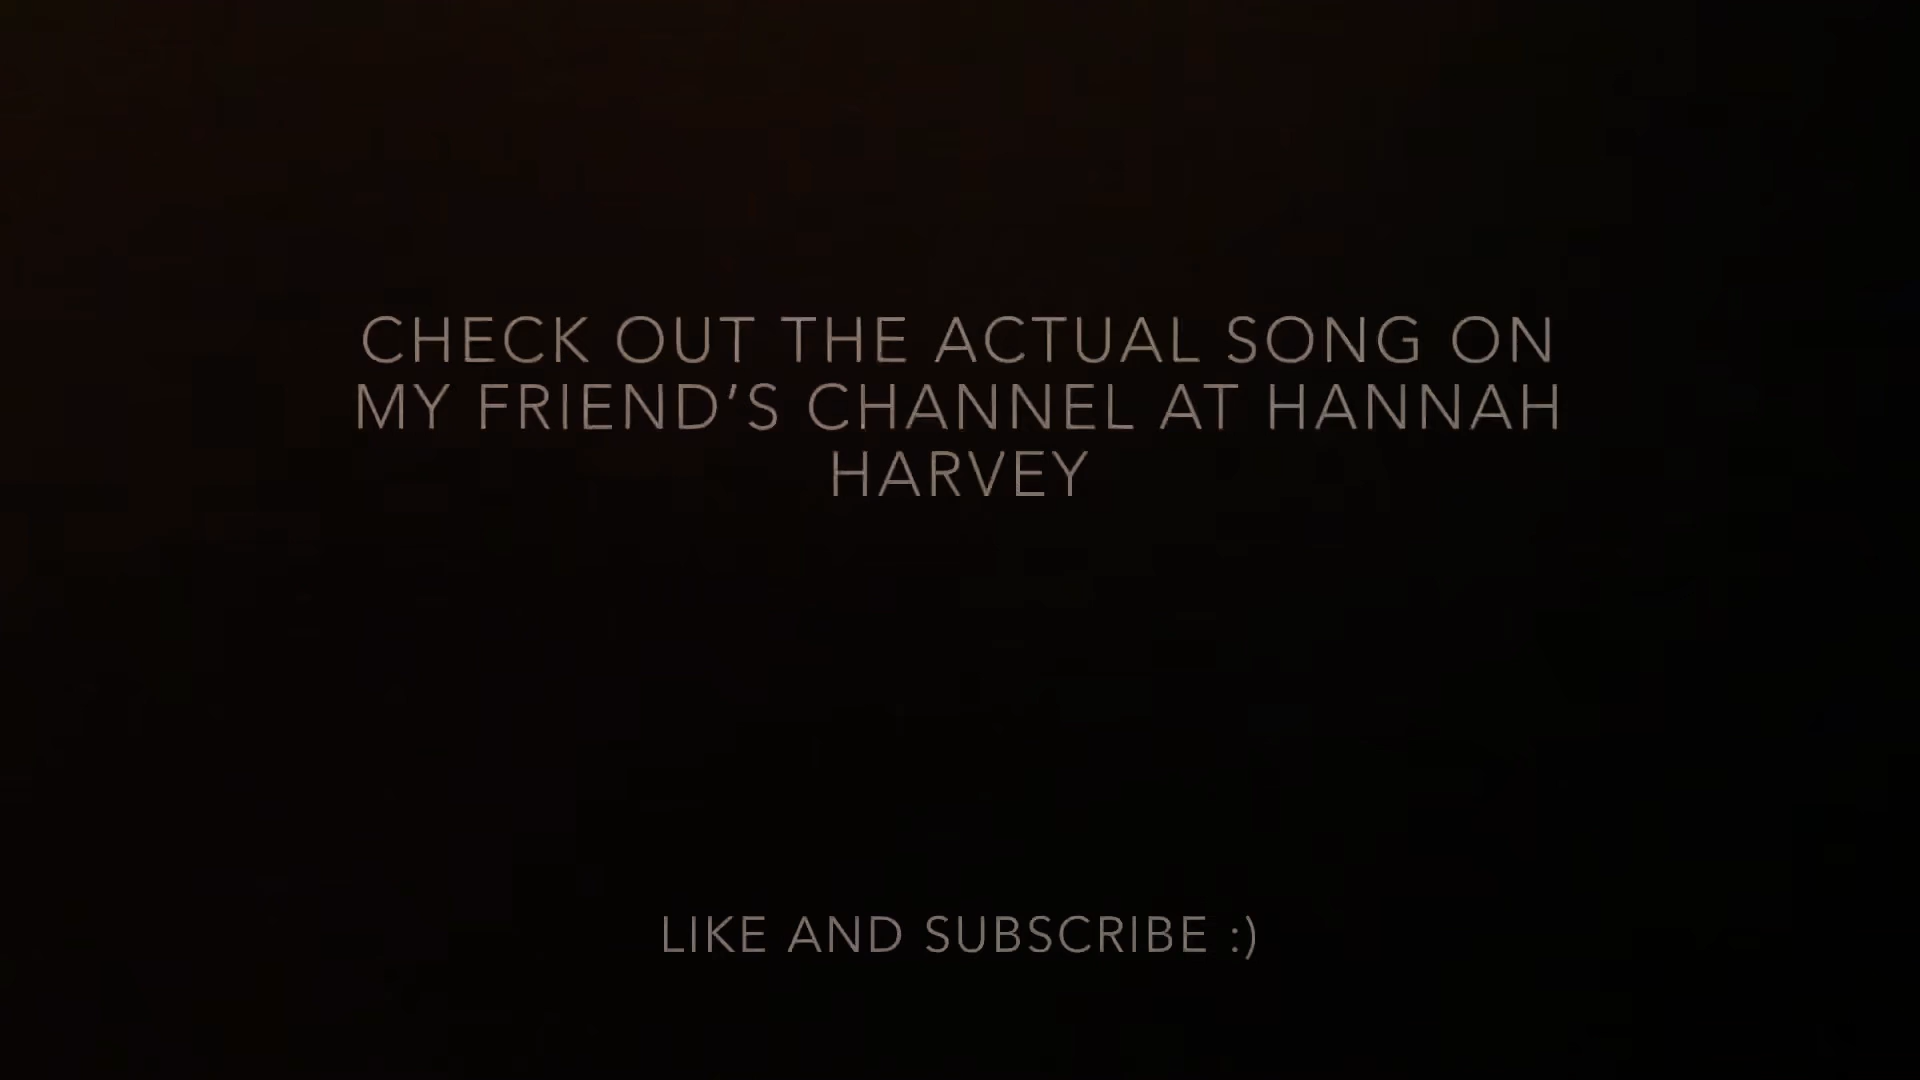 CHECK OUT THE ACTUAL SONG ON
MY FRIEND’S CHANNEL AT HANNAH
HARVEY
LIKE AND SUBSCRIBE :)